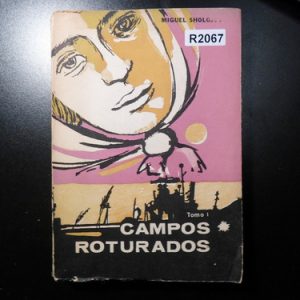 MIGUEL SHOLO...
R2067
Tomo I
CAMPOS
ROTURADOS